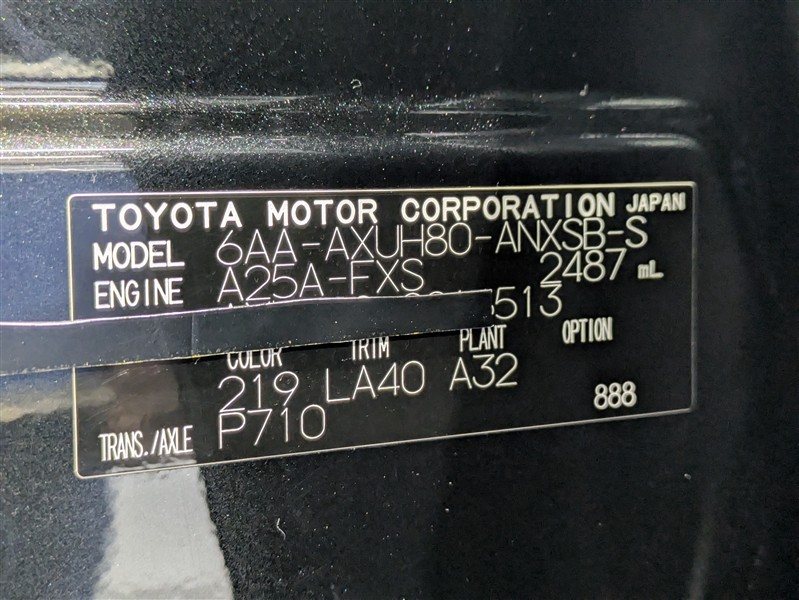 TOYOTA MOTOR CORPORATION JAPAN
MODEL 6AA-AXUH80-ANXSB-S
ENGINE A25A-FXS 2487 mL
513
COLOR TRIM PLANT OPTION
219 LA40 A32
TRANS./AXLE P710 888